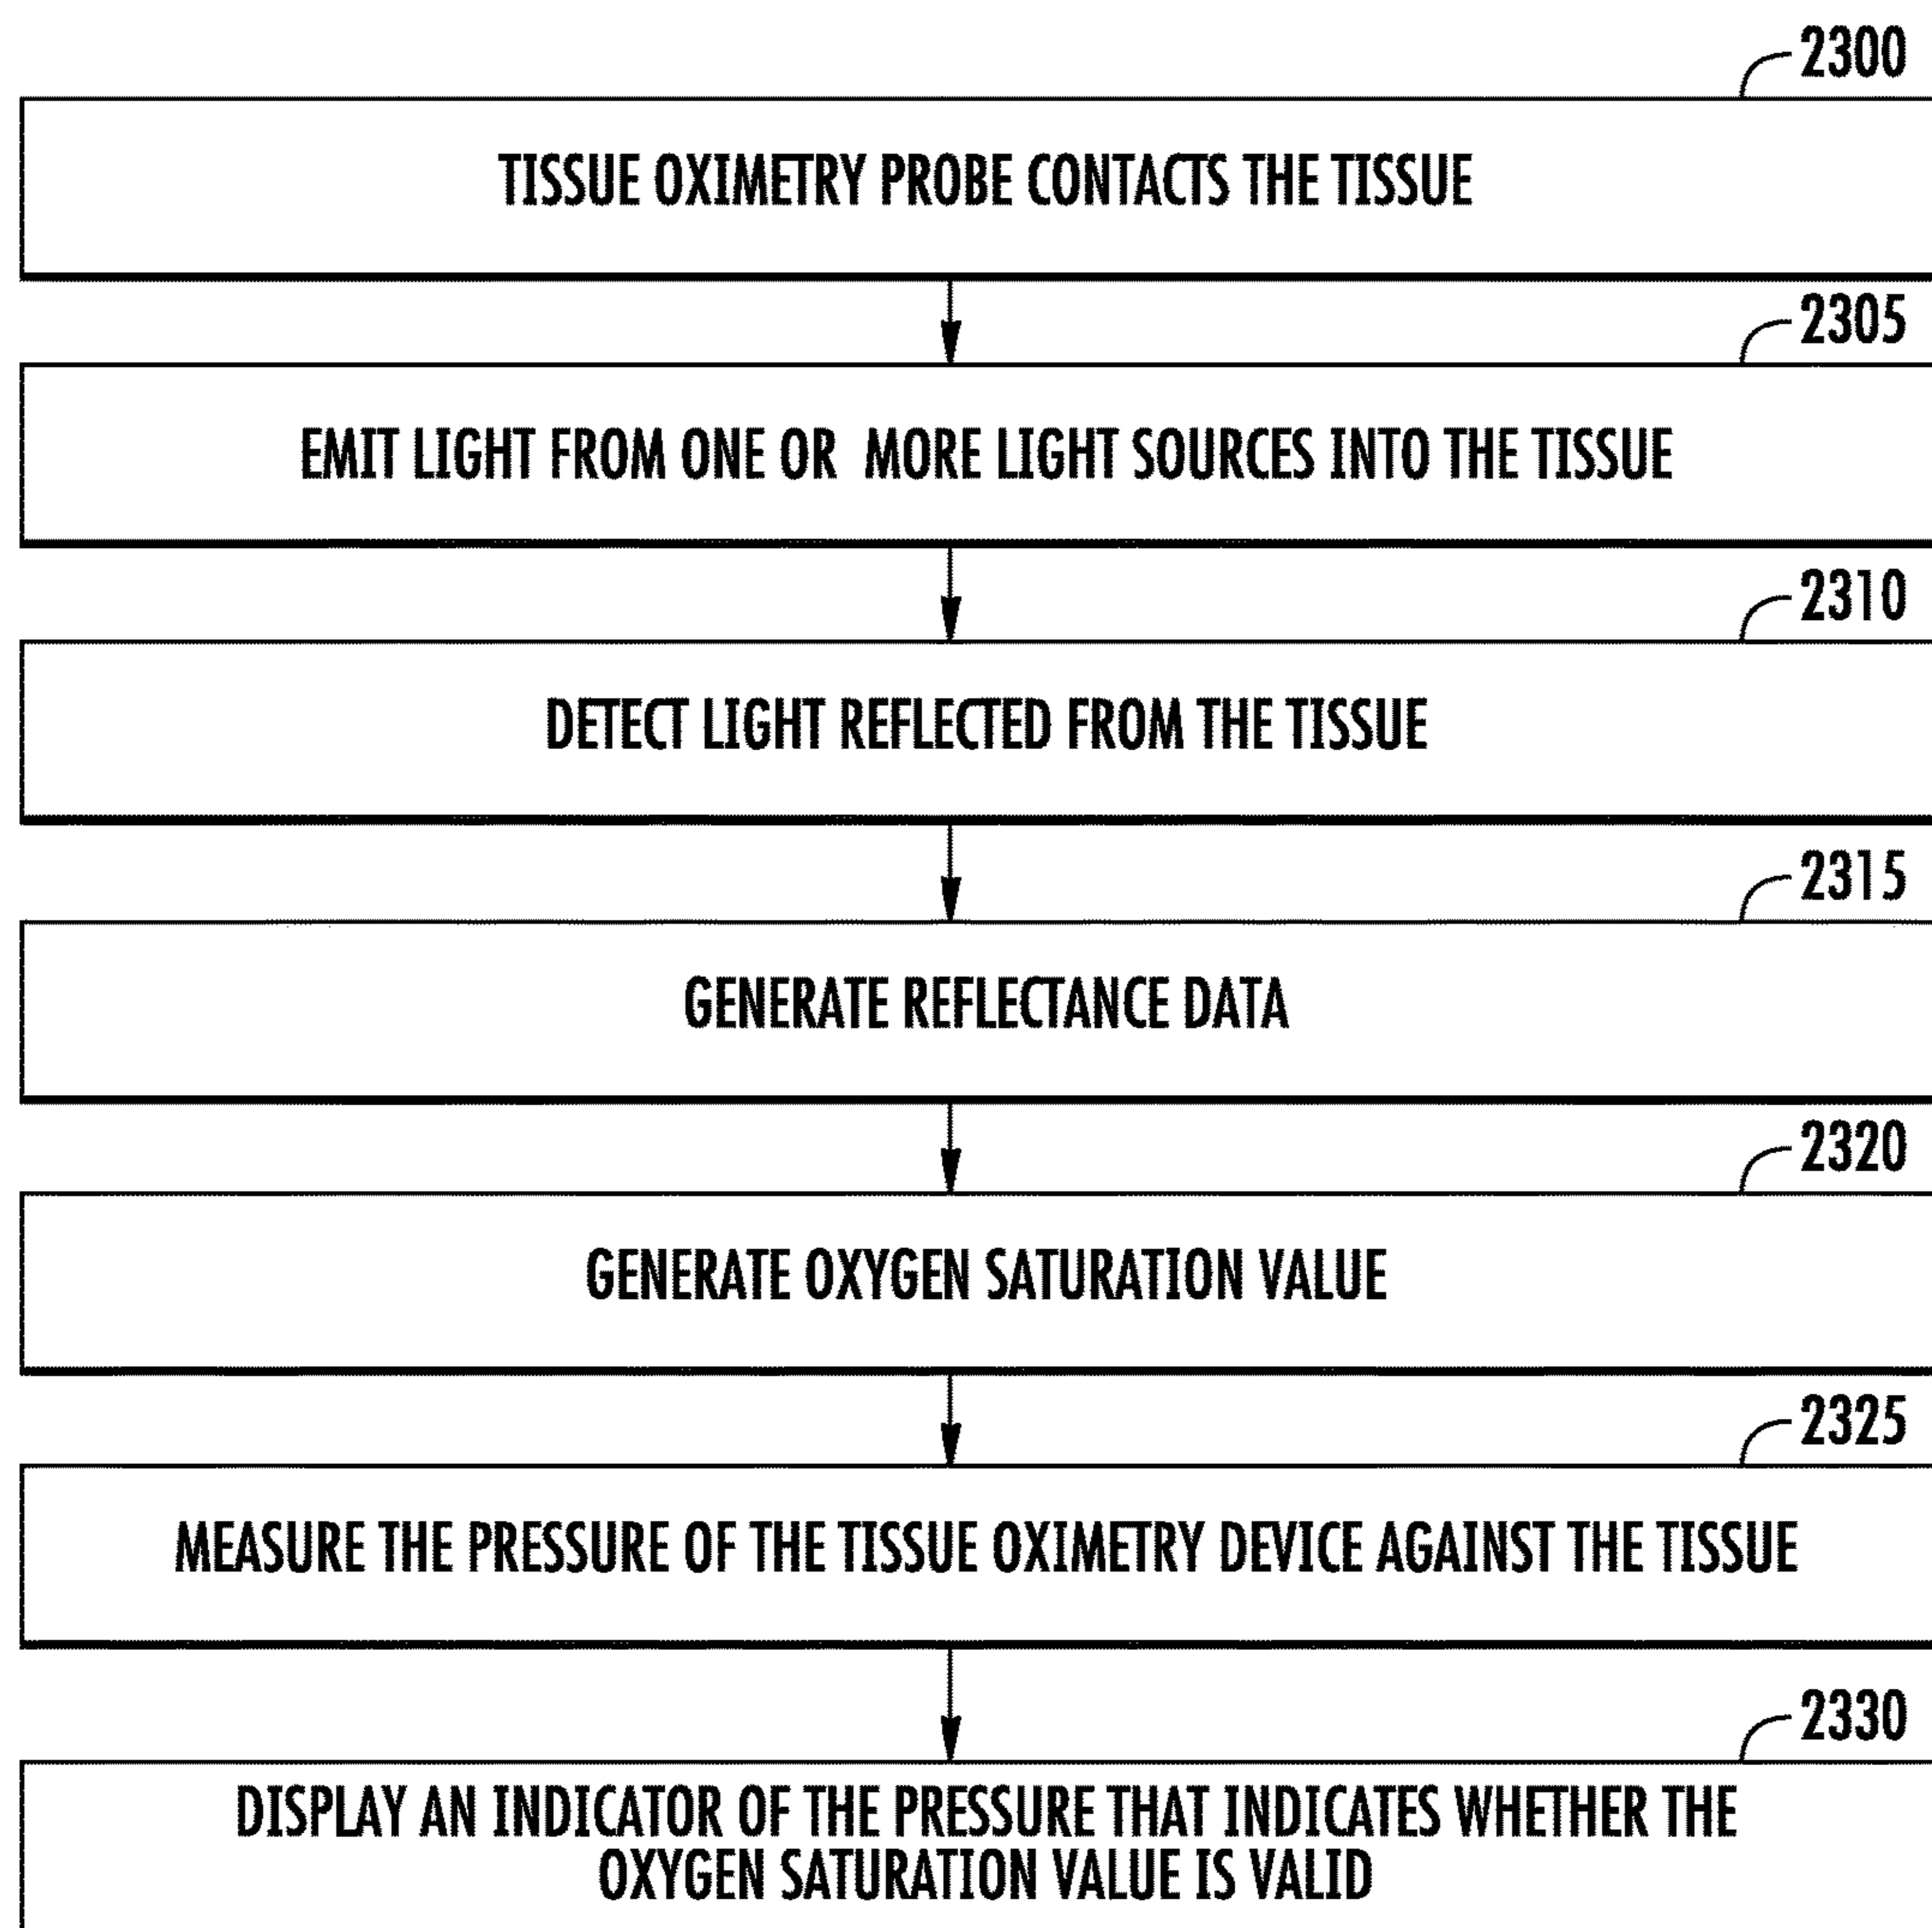 2300
TISSUE OXIMETRY PROBE CONTACTS THE TISSUE
2305
EMIT LIGHT FROM ONE OR MORE LIGHT SOURCES INTO THE TISSUE
2310
DETECT LIGHT REFLECTED FROM THE TISSUE
2315
GENERATE REFLECTANCE DATA
2320
GENERATE OXYGEN SATURATION VALUE
2325
MEASURE THE PRESSURE OF THE TISSUE OXIMETRY DEVICE AGAINST THE TISSUE
2330
DISPLAY AN INDICATOR OF THE PRESSURE THAT INDICATES WHETHER THE
OXYGEN SATURATION VALUE IS VALID